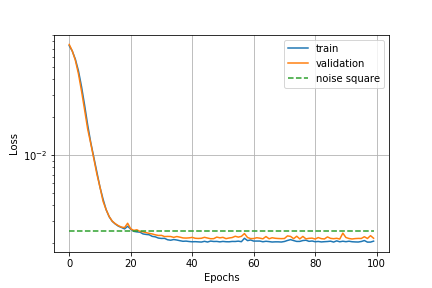 train
validation
noise square
Loss
10⁻²
0
20
40
60
80
100
Epochs